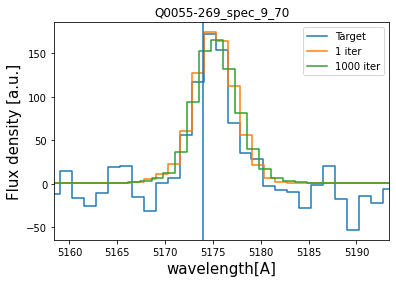 Q0055-269_spec_9_70
Target
1 iter
1000 iter
Flux density [a.u.]
150
100
50
0
−50
5160
5165
5170
5175
5180
5185
5190
wavelength[A]